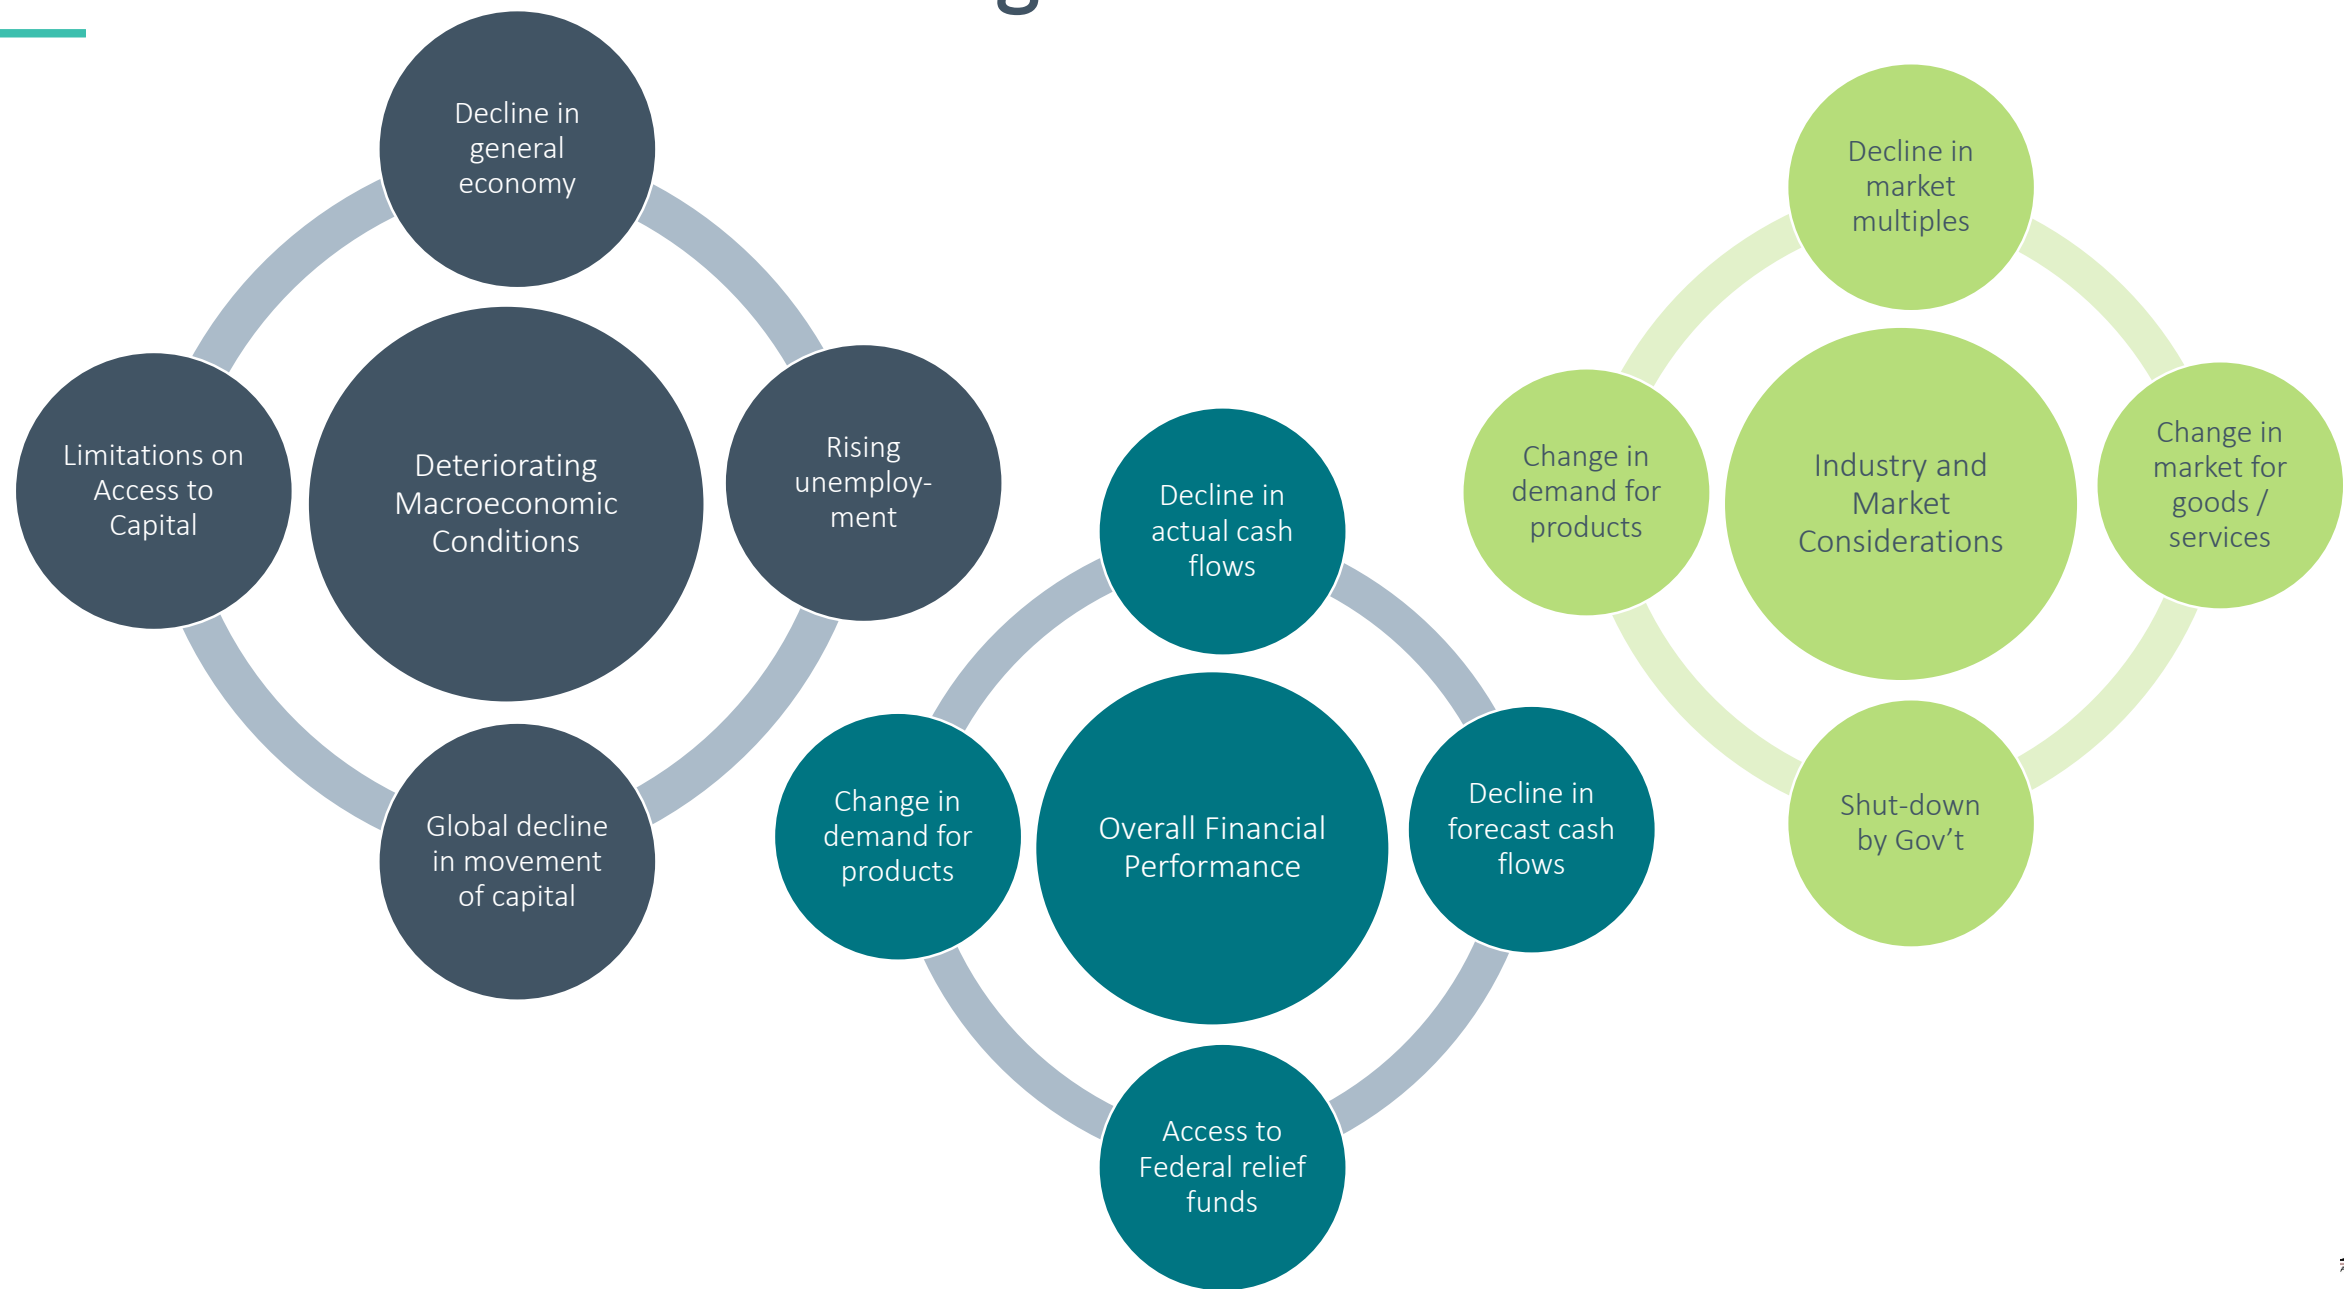 Decline in
general
economy
Limitations on
Access to
Capital
Deteriorating
Macroeconomic
Conditions
Rising
unemploy-
ment
Global decline
in movement
of capital
Decline in
actual cash
flows
Change in
demand for
products
Overall Financial
Performance
Decline in
forecast cash
flows
Access to
Federal relief
funds
Decline in
market
multiples
Change in
demand for
products
Industry and
Market
Considerations
Change in
market for
goods /
services
Shut-down
by Gov’t